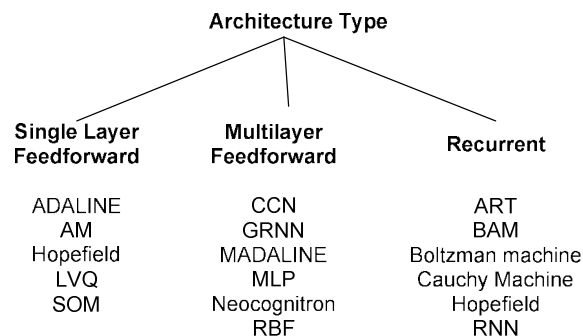 Architecture Type
Single Layer
Feedforward
ADALINE
AM
Hopefield
LVQ
SOM
Multilayer
Feedforward
CCN
GRNN
MADALINE
MLP
Neocognitron
RBF
Recurrent
ART
BAM
Boltzman machine
Cauchy Machine
Hopefield
RNN